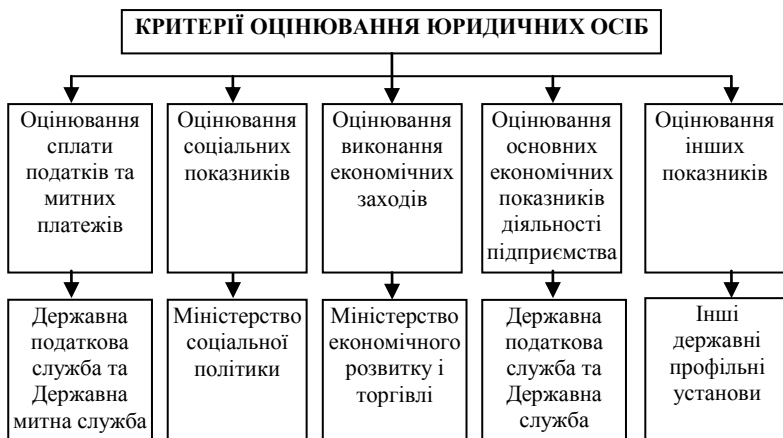 КРИТЕРІЇ ОЦІНЮВАННЯ ЮРИДИЧНИХ ОСІБ
Оцінювання
сплати
податків та
митних
платежів
Оцінювання
соціальних
показників
Оцінювання
виконання
економічних
заходів
Оцінювання
основних
економічних
показників
діяльності
підприємства
Оцінювання
інших
показників
Державна
податкова
служба та
Державна
митна служба
Міністерство
соціальної
політики
Міністерство
економічного
розвитку і
торгівлі
Державна
податкова
служба та
Державна
служба
Інші
державні
профільні
установи